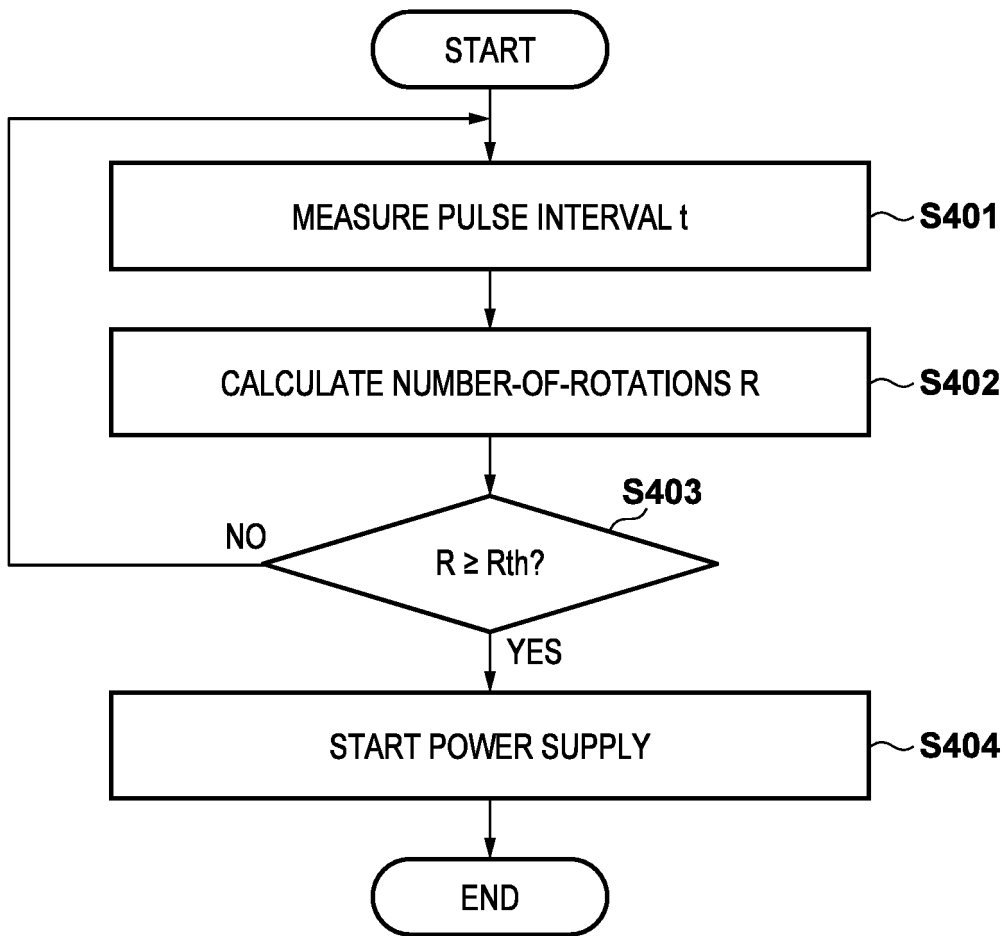 START
MEASURE PULSE INTERVAL t
S401
CALCULATE NUMBER-OF-ROTATIONS R
S402
S403
NO
R ≥ Rth?
YES
START POWER SUPPLY
S404
END